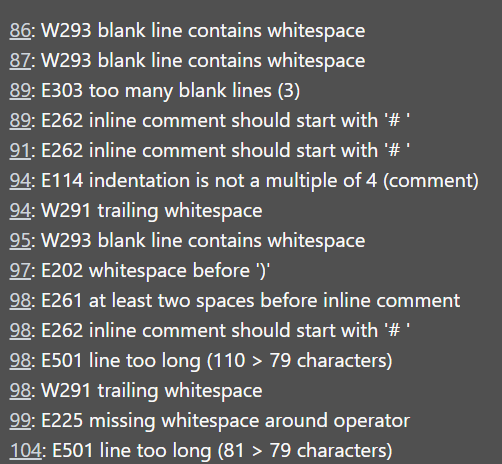 86: W293 blank line contains whitespace
87: W293 blank line contains whitespace
89: E303 too many blank lines (3)
89: E262 inline comment should start with '# '
91: E262 inline comment should start with '# '
94: E114 indentation is not a multiple of 4 (comment)
94: W291 trailing whitespace
95: W293 blank line contains whitespace
97: E202 whitespace before ')'
98: E261 at least two spaces before inline comment
98: E262 inline comment should start with '# '
98: E501 line too long (110 > 79 characters)
98: W291 trailing whitespace
99: E225 missing whitespace around operator
104: E501 line too long (81 > 79 characters)